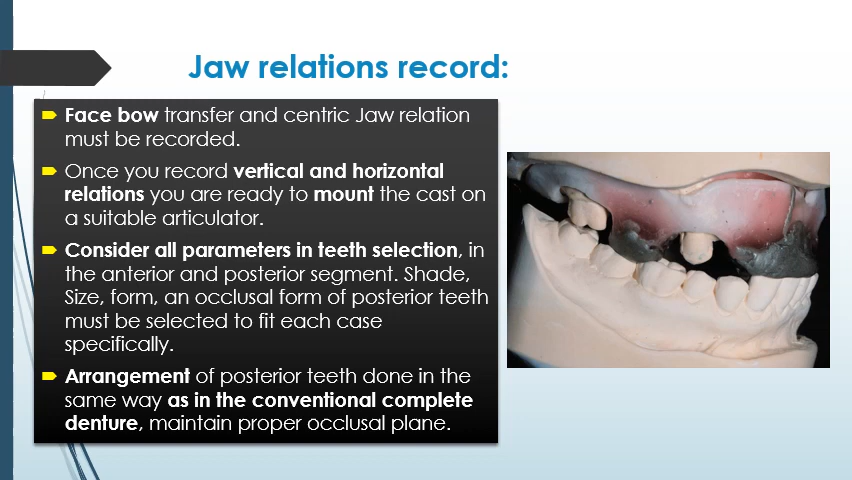 Jaw relations record:
Face bow transfer and centric Jaw relation
must be recorded.
Once you record vertical and horizontal
relations you are ready to mount the cast on
a suitable articulator.
Consider all parameters in teeth selection, in
the anterior and posterior segment. Shade,
Size, form, an occlusal form of posterior teeth
must be selected to fit each case
specifically.
Arrangement of posterior teeth done in the
same way as in the conventional complete
denture, maintain proper occlusal plane.